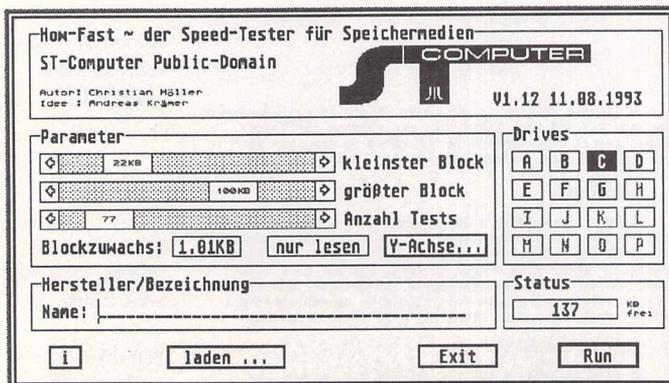 How-Fast ~ der Speed-Tester für Speichermedien
ST-Computer Public-Domain
ST COMPUTER
Autor: Christian Möller
Idee : Andreas Krämer
V1.12 11.08.1993
Parameter
22KB kleinster Block
100KB größter Block
77 Anzahl Tests
Blockzuwachs: 1.01KB nur lesen Y-Achse...
Drives
A B C D
E F G H
I J K L
M N O P
Hersteller/Bezeichnung
Name:
Status
137 KB frei
i laden ... Exit Run